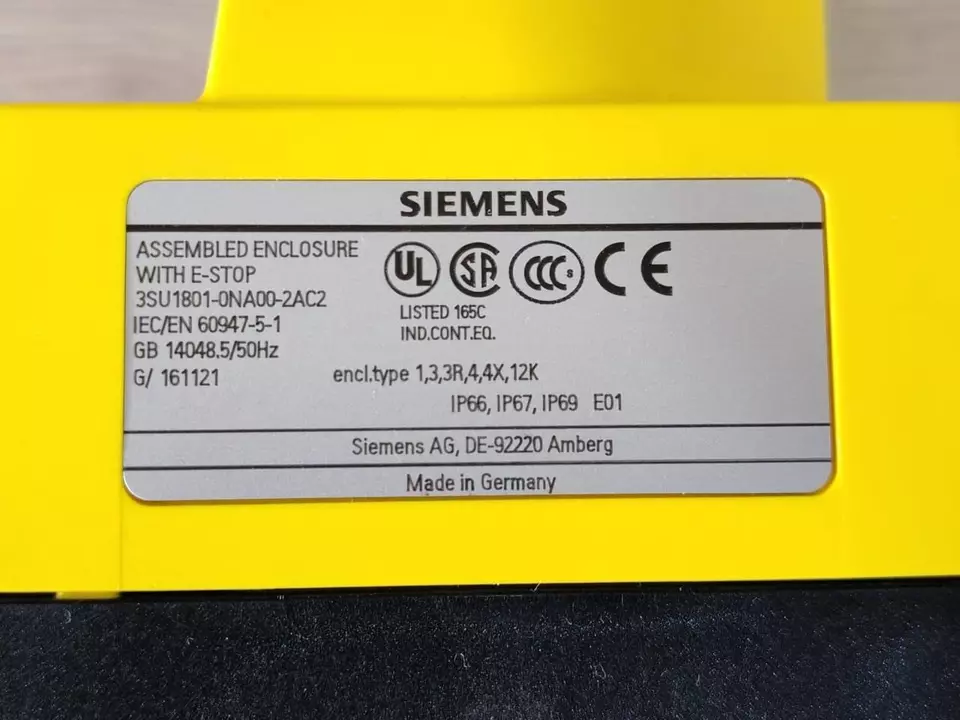 SIEMENS
ASSEMBLED ENCLOSURE
WITH E-STOP
3SU1801-0NA00-2AC2
IEC/EN 60947-5-1
GB 14048.5/50Hz
G/ 161121
UL SA CCC S CE
LISTED 165C
IND.CONT.EQ.
encl.type 1,3,3R,4,4X,12K
IP66, IP67, IP69 E01
Siemens AG, DE-92220 Amberg
Made in Germany